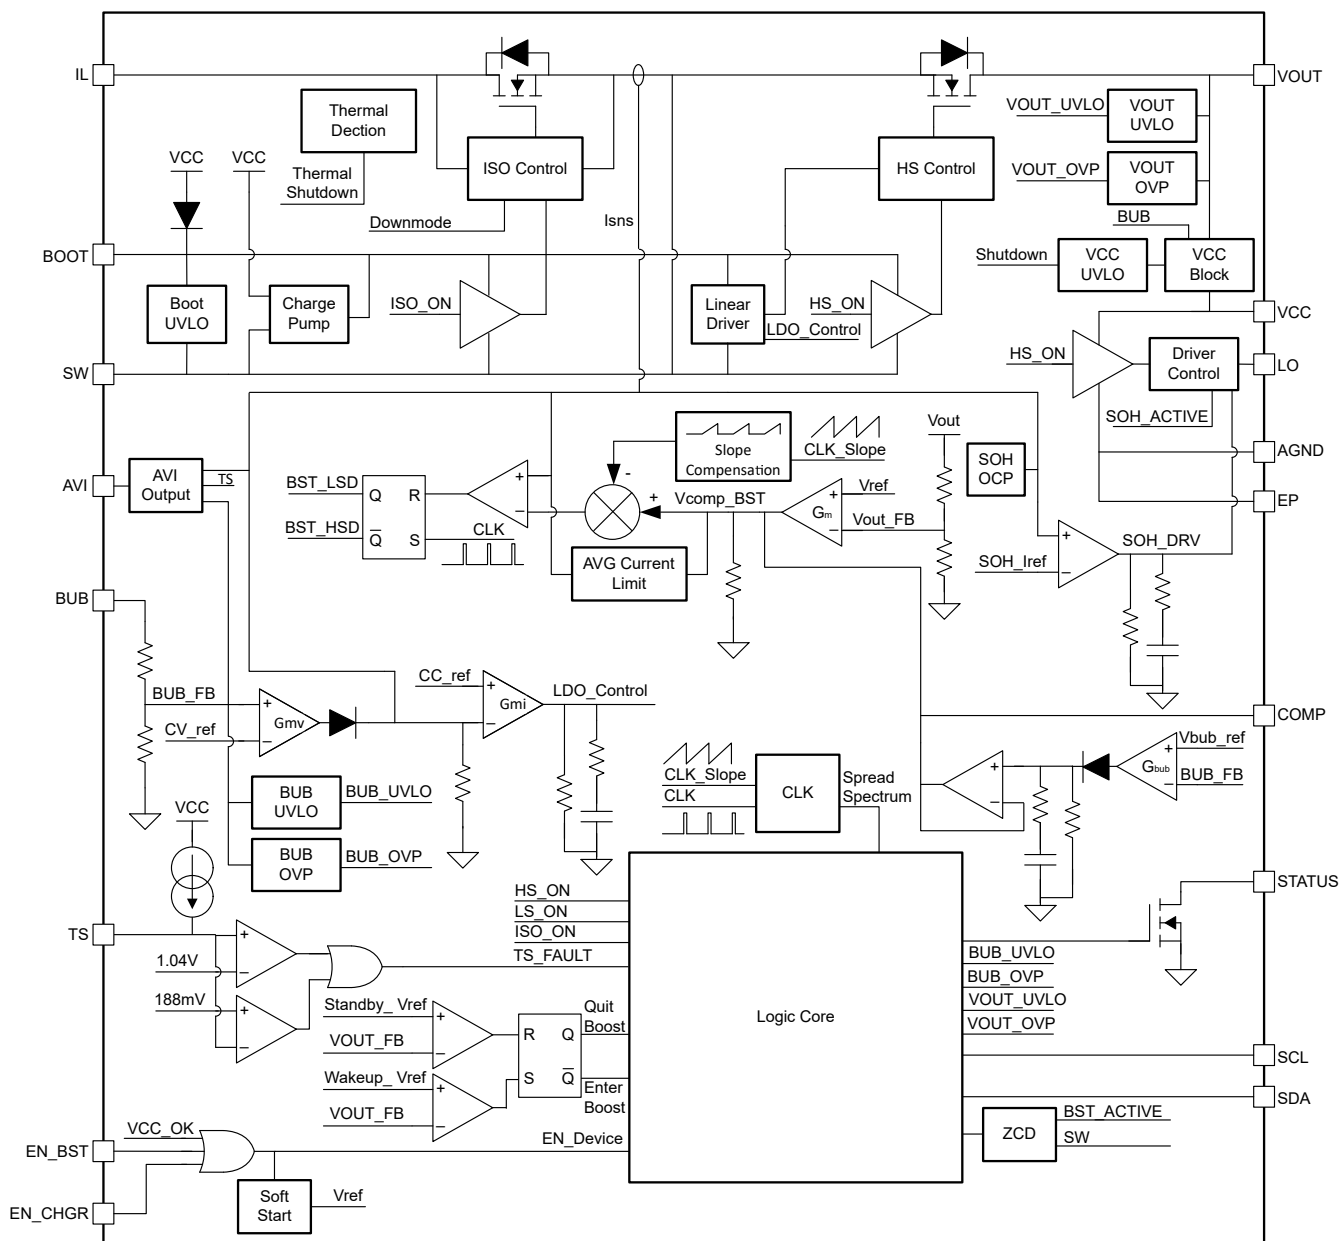 IL
VOUT
Thermal
Dection
Thermal
Shutdown
VCC
VCC
ISO Control
Downmode
Isns
HS Control
VOUT_UVLO
VOUT
UVLO
VOUT_OVP
VOUT
OVP
BUB
Shutdown
VCC
UVLO
VCC
Block
BOOT
Boot
UVLO
Charge
Pump
ISO_ON
Linear
Driver
HS_ON
LDO_Control
VCC
SW
HS_ON
Driver
Control
LO
SOH_ACTIVE
AGND
EP
AVI
AVI
Output
TS
BST_LSD
BST_HSD
Q
R
Q
S
CLK
+
−
Slope
Compensation
CLK_Slope
-
+
Vcomp_BST
AVG Current
Limit
Gm
+
−
Vref
Vout_FB
Vout
SOH
OCP
SOH_Iref
+
−
SOH_DRV
BUB
BUB_FB
CV_ref
+
−
Gmv
CC_ref
+
−
Gmi
LDO_Control
COMP
Vbub_ref
BUB_FB
Gbub
+
−
+
−
BUB
UVLO
BUB_UVLO
BUB
OVP
BUB_OVP
VCC
CLK_Slope
CLK
CLK
Spread
Spectrum
STATUS
TS
1.04V
188mV
+
−
+
−
HS_ON
LS_ON
ISO_ON
TS_FAULT
Logic Core
BUB_UVLO
BUB_OVP
VOUT_UVLO
VOUT_OVP
Standby_ Vref
VOUT_FB
Wakeup_ Vref
VOUT_FB
+
−
+
−
R
Q
S
Q
Quit
Boost
Enter
Boost
SCL
SDA
ZCD
BST_ACTIVE
SW
VCC_OK
EN_BST
EN_Device
EN_CHGR
Soft
Start
Vref